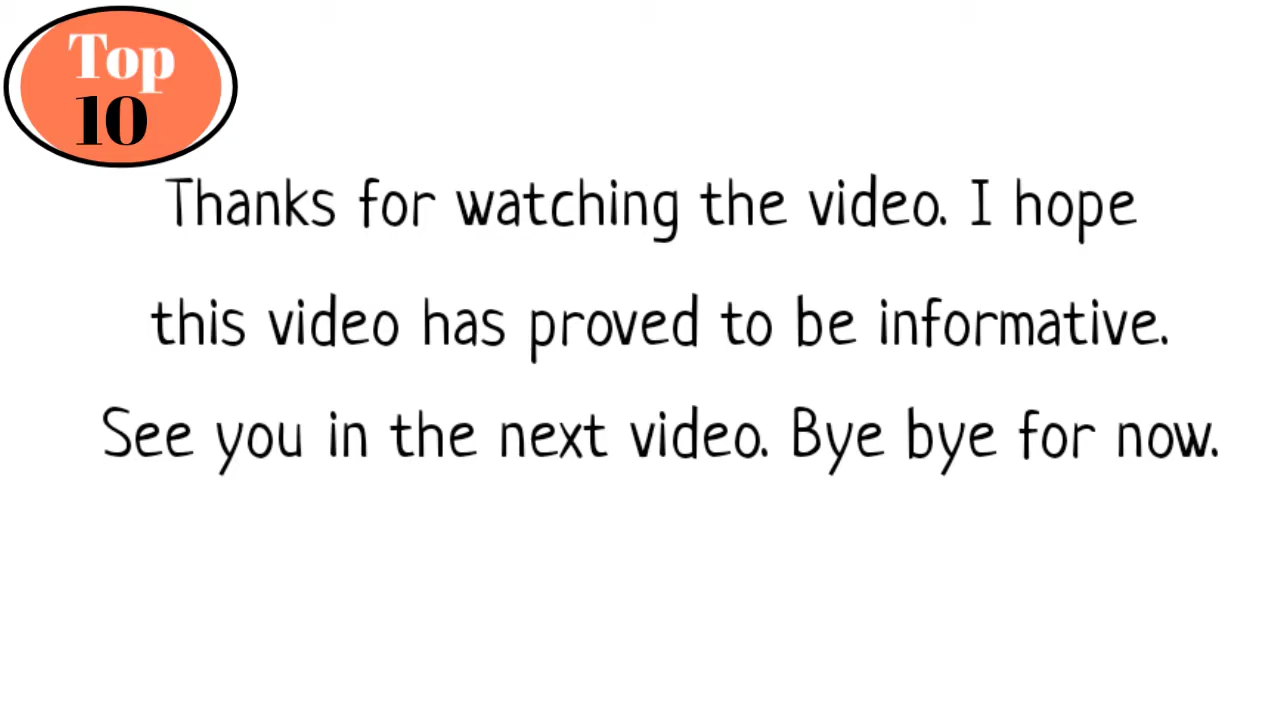 Top
10
Thanks for watching the video. I hope
this video has proved to be informative.
See you in the next video. Bye bye for now.